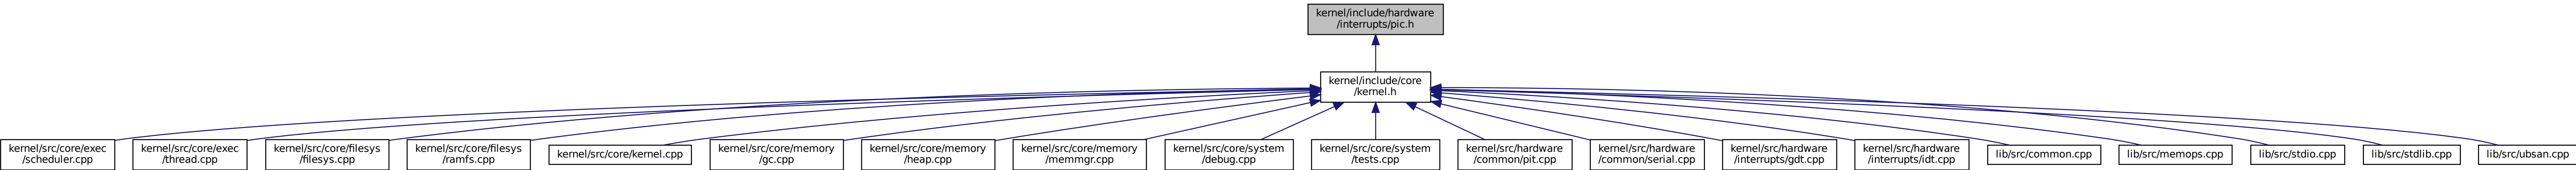 kernel/include/hardware
/interrupts/pic.h
kernel/include/core
/kernel.h
kernel/src/core/exec
/scheduler.cpp
kernel/src/core/exec
/thread.cpp
kernel/src/core/filesys
/filesys.cpp
kernel/src/core/filesys
/ramfs.cpp
kernel/src/core/kernel.cpp
kernel/src/core/memory
/gc.cpp
kernel/src/core/memory
/heap.cpp
kernel/src/core/memory
/memmgr.cpp
kernel/src/core/system
/debug.cpp
kernel/src/core/system
/tests.cpp
kernel/src/hardware
/common/pit.cpp
kernel/src/hardware
/common/serial.cpp
kernel/src/hardware
/interrupts/gdt.cpp
kernel/src/hardware
/interrupts/idt.cpp
lib/src/common.cpp
lib/src/memops.cpp
lib/src/stdio.cpp
lib/src/stdlib.cpp
lib/src/ubsan.cpp